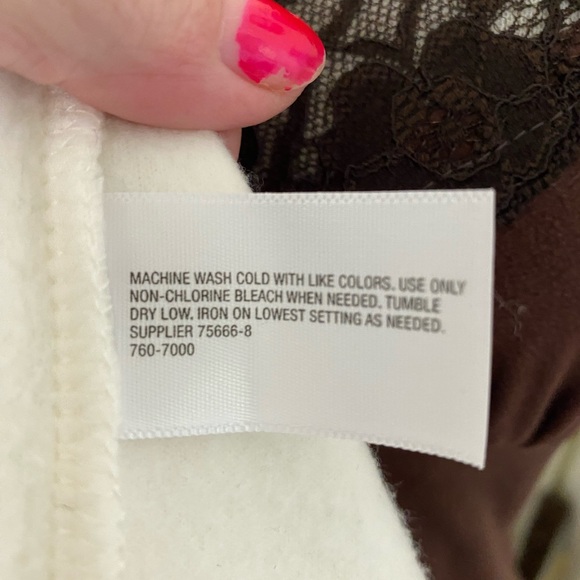 MACHINE WASH COLD WITH LIKE COLORS. USE ONLY
NON-CHLORINE BLEACH WHEN NEEDED. TUMBLE
DRY LOW. IRON ON LOWEST SETTING AS NEEDED.
SUPPLIER 75666-8
760-7000